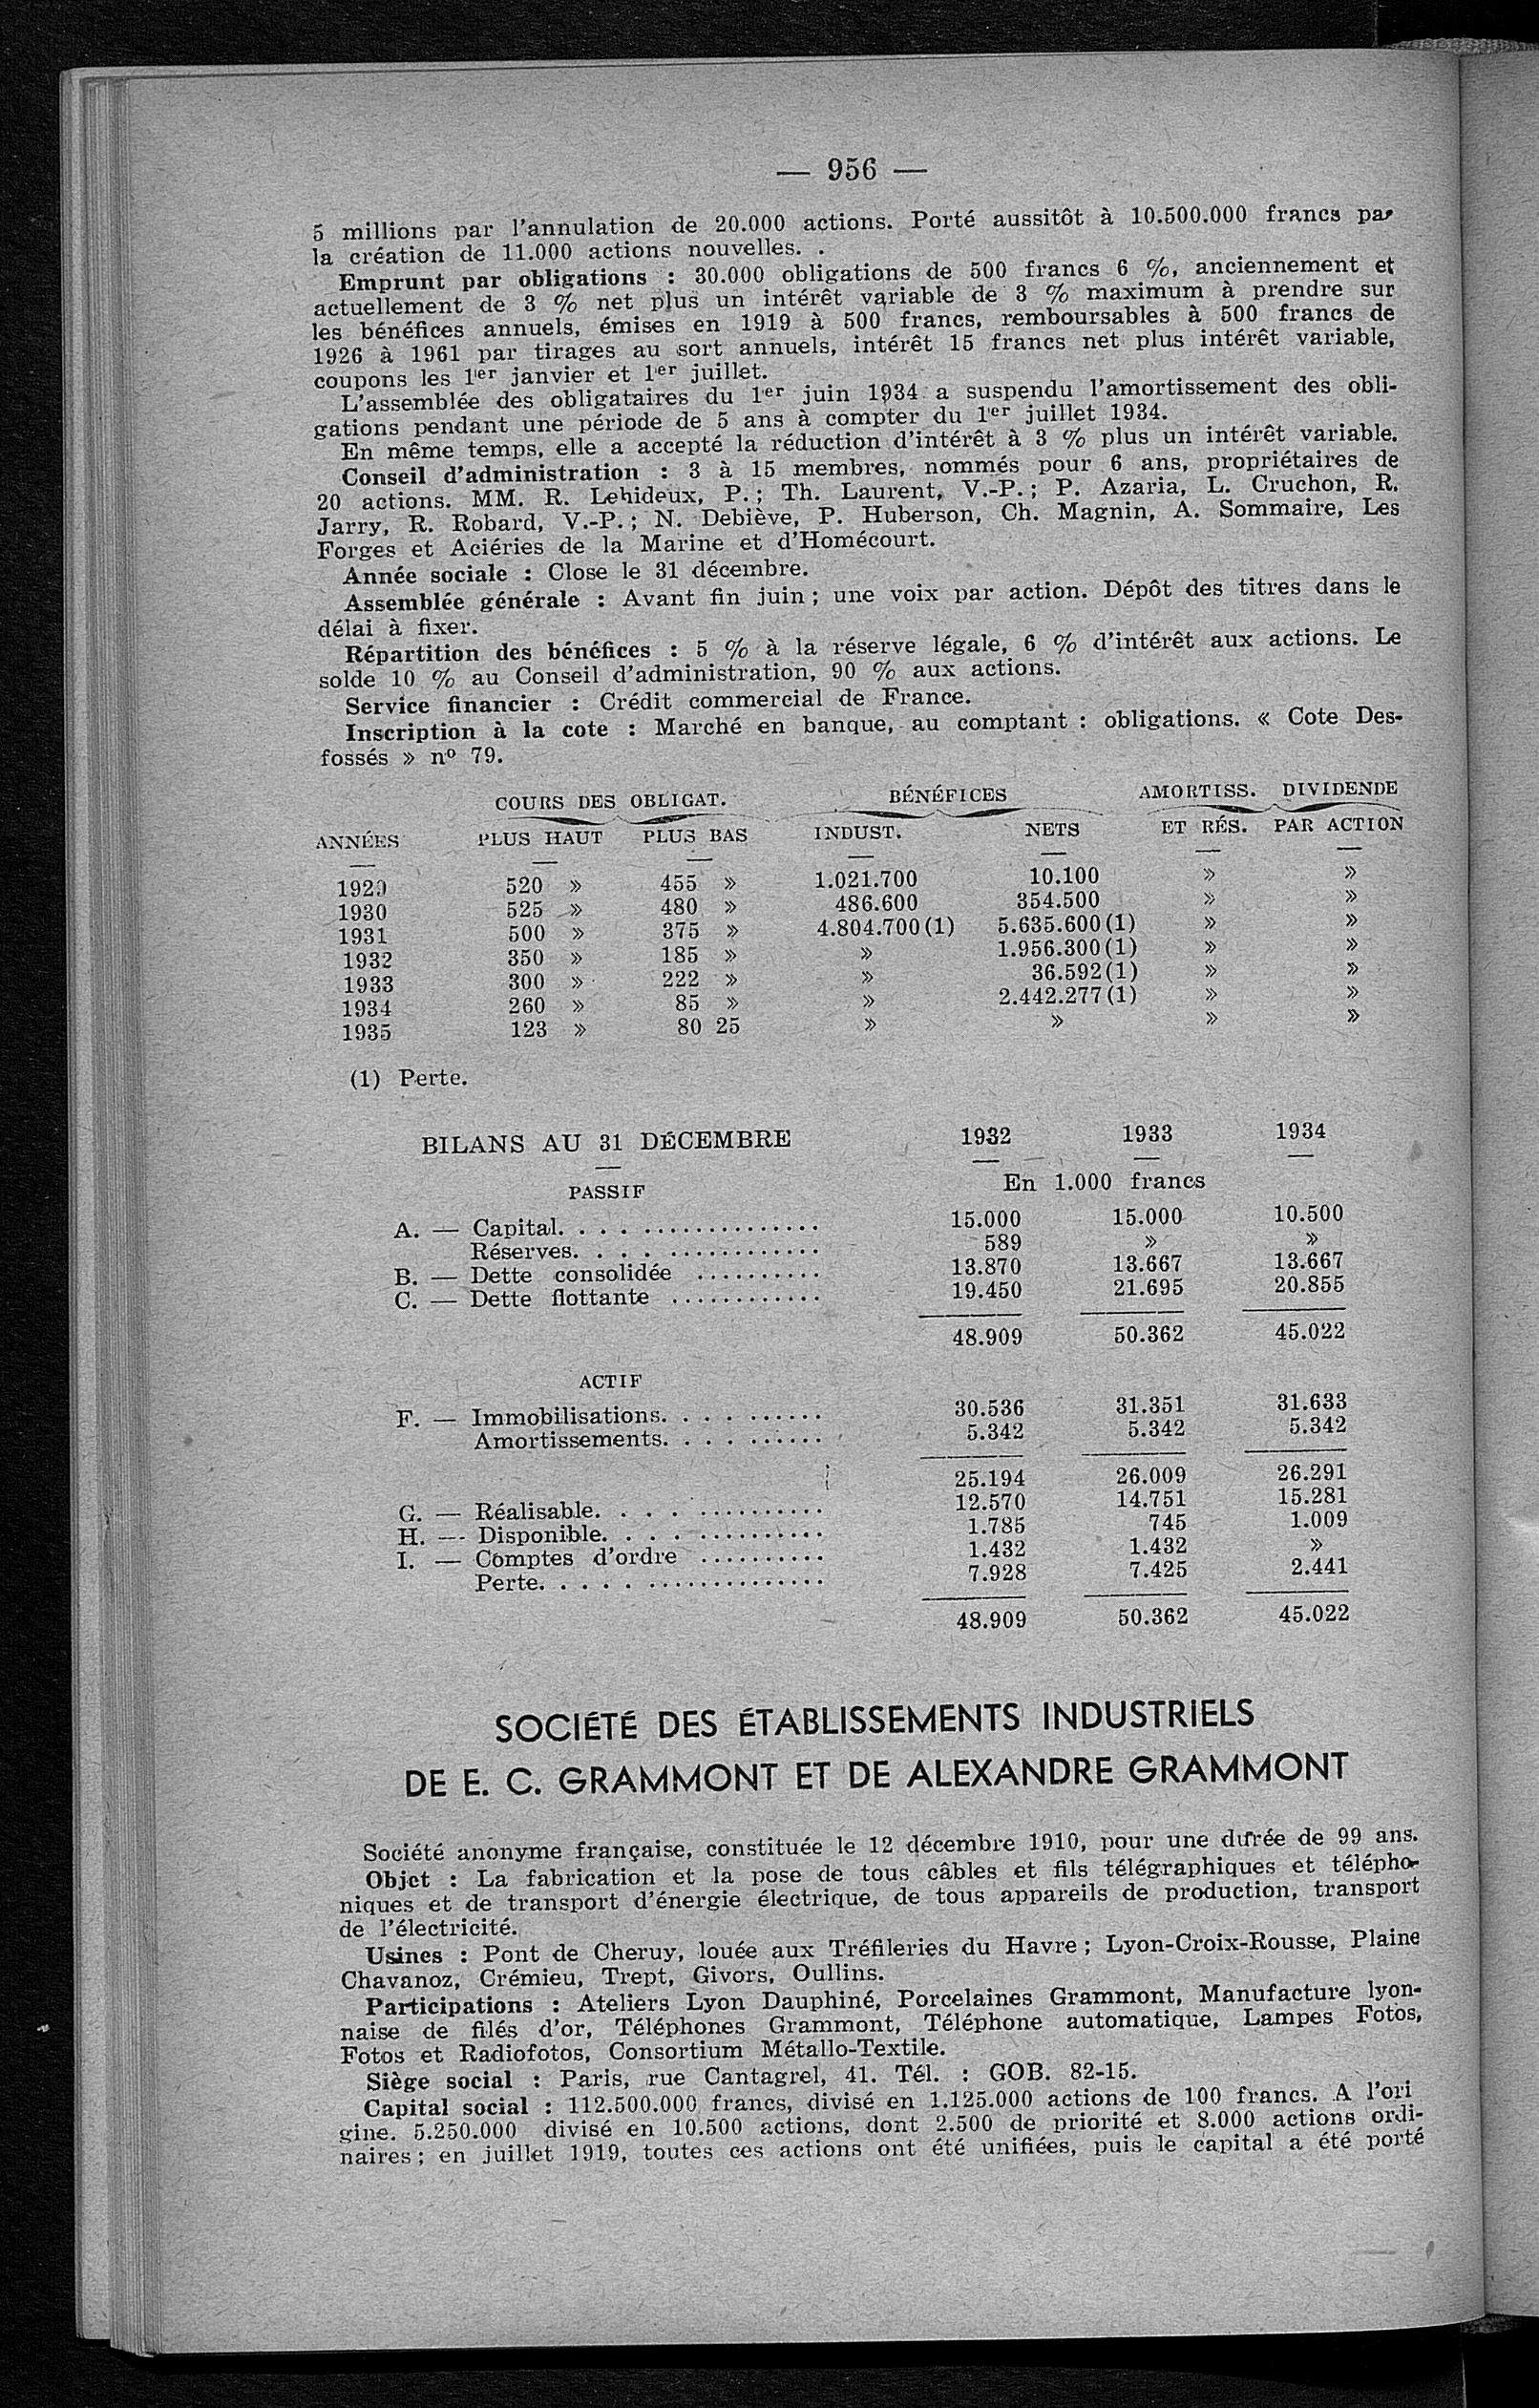 — 956 —
5 millions par l'annulation de 20.000 actions. Porté aussitôt à 10.500.000 francs par
la création de 11.000 actions nouvelles. .
Emprunt par obligations : 30.000 obligations de 500 francs 6 %, anciennement et
actuellement de 3 % net plus un intérêt variable de 3 % maximum à prendre sur
les bénéfices annuels, émises en 1919 à 500 francs, remboursables à 500 francs de
1926 à 1961 par tirages au sort annuels, intérêt 15 francs net plus intérêt variable,
coupons les 1er janvier et 1er juillet.
L'assemblée des obligataires du 1er juin 1934 a suspendu l'amortissement des obli-
gations pendant une période de 5 ans à compter du 1er juillet 1934.
En même temps, elle a accepté la réduction d'intérêt à 3 % plus un intérêt variable.
Conseil d'administration : 3 à 15 membres, nommés pour 6 ans, propriétaires de
20 actions. MM. R. Lehideux, P. ; Th. Laurent, V.-P. ; P. Azaria, L. Cruchon, R.
Jarry, R. Robard, V.-P. ; N. Debiève, P. Huberson, Ch. Magnin, A. Sommaire, Les
Forges et Aciéries de la Marine et d'Homécourt.
Année sociale : Close le 31 décembre.
Assemblée générale : Avant fin juin ; une voix par action. Dépôt des titres dans le
délai à fixer.
Répartition des bénéfices : 5 % à la réserve légale, 6 % d'intérêt aux actions. Le
solde 10 % au Conseil d'administration, 90 % aux actions.
Service financier : Crédit commercial de France.
Inscription à la cote : Marché en banque, au comptant : obligations. « Cote Des-
fossés » nº 79.
COURS DES OBLIGAT. BÉNÉFICES AMORTISS. DIVIDENDE
ANNÉES PLUS HAUT PLUS BAS INDUST. NETS ET RÉS. PAR ACTION
1929 520 » 455 » 1.021.700 10.100 » »
1930 525 » 480 » 486.600 354.500 » »
1931 500 » 375 » 4.804.700 (1) 5.635.600 (1) » »
1932 350 » 185 » » 1.956.300 (1) » »
1933 300 » 222 » » 36.592 (1) » »
1934 260 » 85 » » 2.442.277 (1) » »
1935 123 » 80 25 » » » »
(1) Perte.
BILANS AU 31 DÉCEMBRE 1932 1933 1934
PASSIF En 1.000 francs
A. — Capital. . . . . . . . . . . . . . . . . . . . . 15.000 15.000 10.500
Réserves. . . . . . . . . . . . . . . . . . 589 » »
B. — Dette consolidée . . . . . . . . . . 13.870 13.667 13.667
C. — Dette flottante . . . . . . . . . . . . 19.450 21.695 20.855
48.909 50.362 45.022
ACTIF
F. — Immobilisations. . . . . . . . . . . 30.536 31.351 31.633
Amortissements. . . . . . . . . . . 5.342 5.342 5.342
25.194 26.009 26.291
G. — Réalisable. . . . . . . . . . . . . . . . 12.570 14.751 15.281
H. — Disponible. . . . . . . . . . . . . . . 1.785 745 1.009
I. — Comptes d'ordre . . . . . . . . . . 1.432 1.432 »
Perte. . . . . . . . . . . . . . . . . . . . . 7.928 7.425 2.441
48.909 50.362 45.022
SOCIÉTÉ DES ÉTABLISSEMENTS INDUSTRIELS
DE E. C. GRAMMONT ET DE ALEXANDRE GRAMMONT
Société anonyme française, constituée le 12 décembre 1910, pour une durée de 99 ans.
Objet : La fabrication et la pose de tous câbles et fils télégraphiques et télépho-
niques et de transport d'énergie électrique, de tous appareils de production, transport
de l'électricité.
Usines : Pont de Cheruy, louée aux Tréfileries du Havre ; Lyon-Croix-Rousse, Plaine
Chavanoz, Crémieu, Trept, Givors, Oullins.
Participations : Ateliers Lyon Dauphiné, Porcelaines Grammont, Manufacture lyon-
naise de filés d'or, Téléphones Grammont, Téléphone automatique, Lampes Fotos,
Fotos et Radiofotos, Consortium Métallo-Textile.
Siège social : Paris, rue Cantagrel, 41. Tél. : GOB. 82-15.
Capital social : 112.500.000 francs, divisé en 1.125.000 actions de 100 francs. A l'ori
gine. 5.250.000 divisé en 10.500 actions, dont 2.500 de priorité et 8.000 actions ordi-
naires ; en juillet 1919, toutes ces actions ont été unifiées, puis le capital a été porté